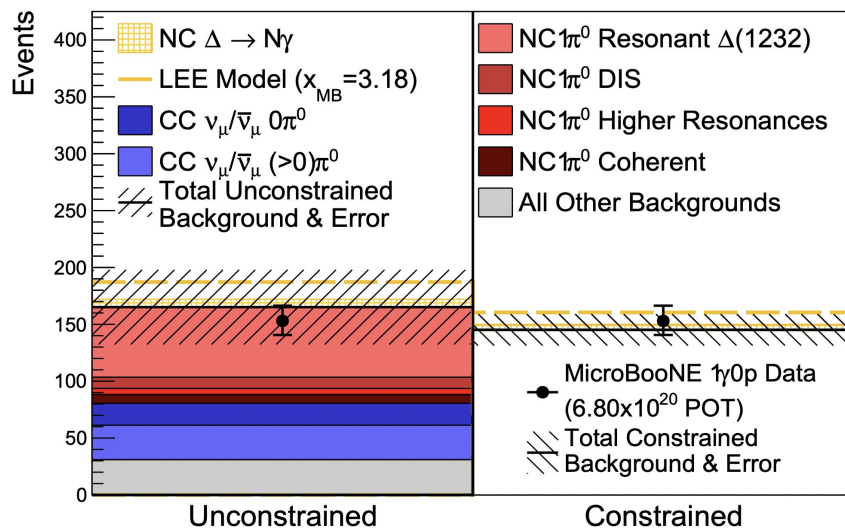 Events
400
350
300
250
200
150
100
50
0
NC Δ → Nγ
LEE Model (x_MB=3.18)
CC ν_μ/ν̄_μ 0π⁰
CC ν_μ/ν̄_μ (>0)π⁰
Total Unconstrained
Background & Error
NC1π⁰ Resonant Δ(1232)
NC1π⁰ DIS
NC1π⁰ Higher Resonances
NC1π⁰ Coherent
All Other Backgrounds
MicroBooNE 1γ0p Data
(6.80x10²⁰ POT)
Total Constrained
Background & Error
Unconstrained
Constrained